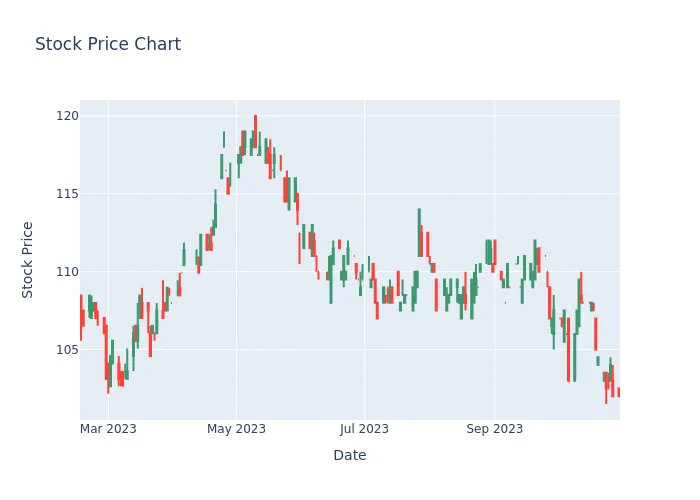 Stock Price Chart
120
115
110
105
Stock Price
Mar 2023
May 2023
Jul 2023
Sep 2023
Date